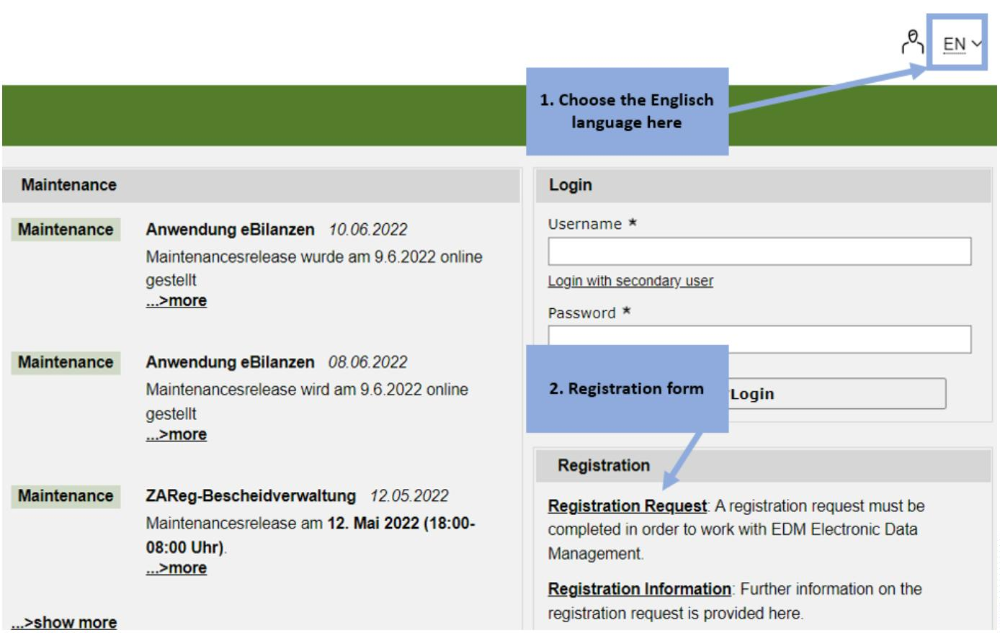 EN
1. Choose the Englisch
language here
Maintenance
Maintenance
Anwendung eBilanzen 10.06.2022
Maintenancesrelease wurde am 9.6.2022 online
gestellt
...>more
Maintenance
Anwendung eBilanzen 08.06.2022
Maintenancesrelease wird am 9.6.2022 online
gestellt
...>more
Maintenance
ZAReg-Bescheidverwaltung 12.05.2022
Maintenancesrelease am 12. Mai 2022 (18:00-
08:00 Uhr).
...>more
...>show more
Login
Username *
Login with secondary user
Password *
2. Registration form
Login
Registration
Registration Request: A registration request must be
completed in order to work with EDM Electronic Data
Management.
Registration Information: Further information on the
registration request is provided here.